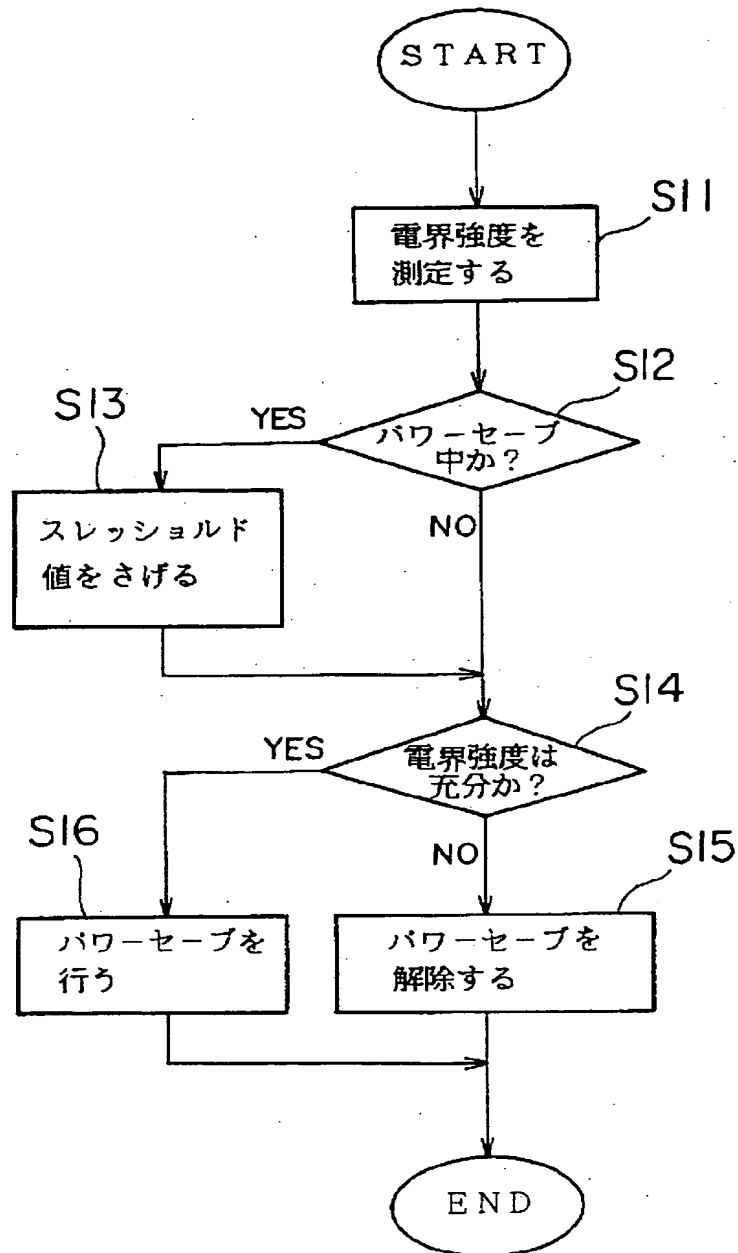 START
S11
電界強度を
測定する
S12
パワーセーブ
中か?
YES
NO
S13
スレッショルド
値をさげる
S14
電界強度は
充分か?
YES
NO
S16
パワーセーブを
行う
S15
パワーセーブを
解除する
END